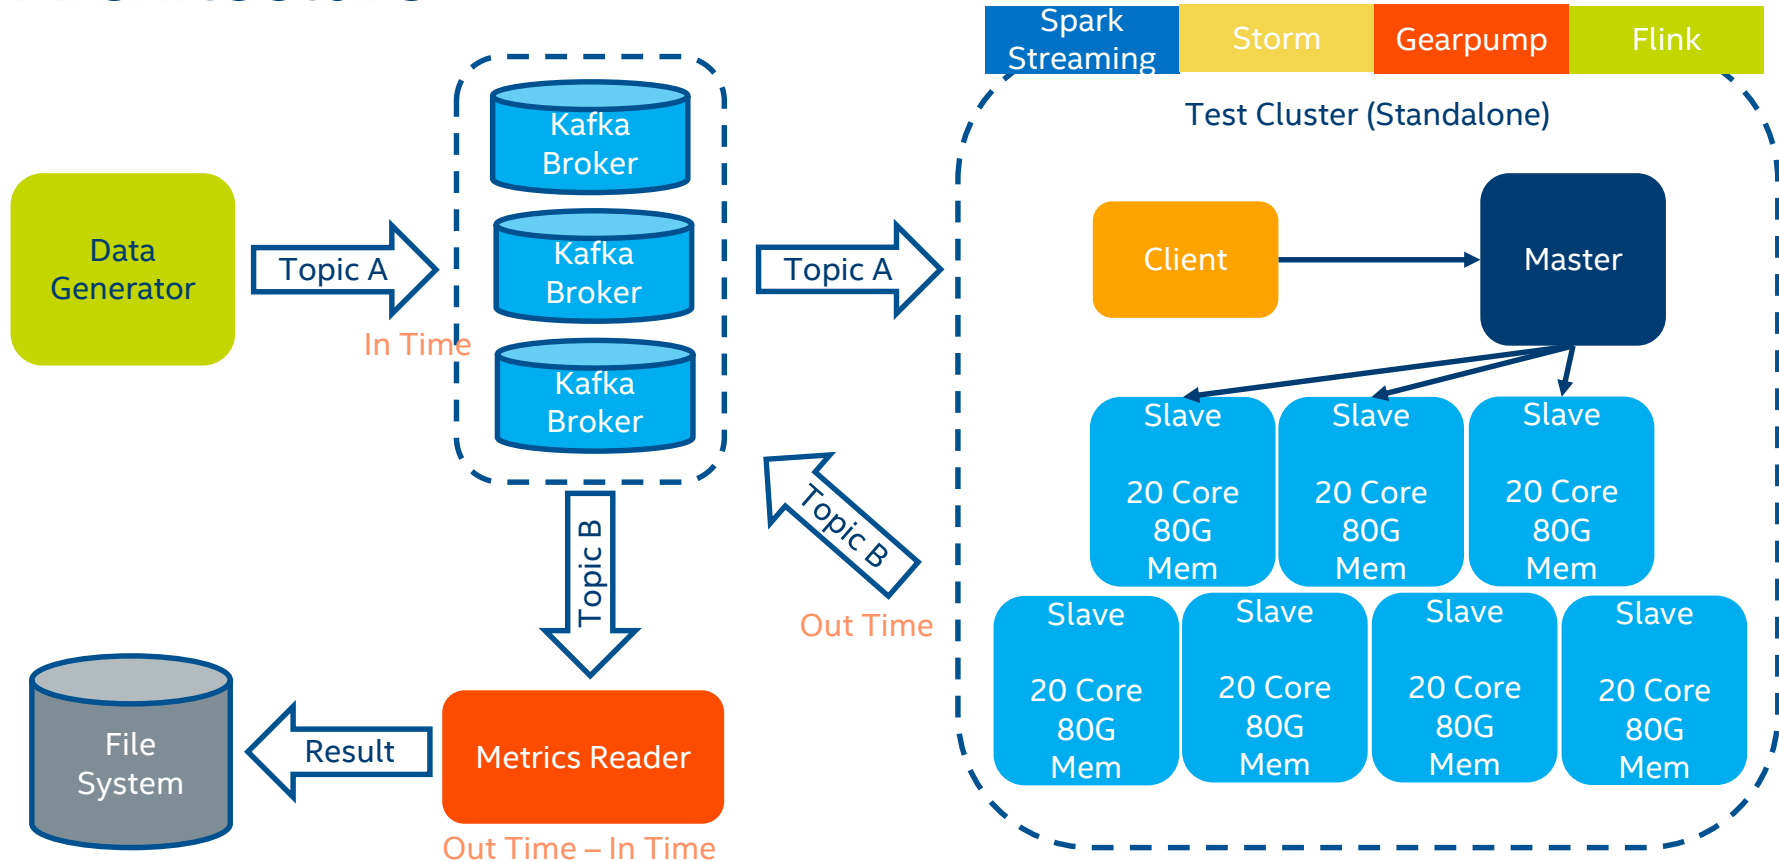 Spark
Streaming
Storm
Gearpump
Flink
Test Cluster (Standalone)
Kafka
Broker
Kafka
Broker
Kafka
Broker
Data
Generator
Topic A
In Time
Topic A
Client
Master
Slave
20 Core
80G
Mem
Slave
20 Core
80G
Mem
Slave
20 Core
80G
Mem
Topic B
Out Time
Topic B
Slave
20 Core
80G
Mem
Slave
20 Core
80G
Mem
Slave
20 Core
80G
Mem
Slave
20 Core
80G
Mem
File
System
Result
Metrics Reader
Out Time – In Time